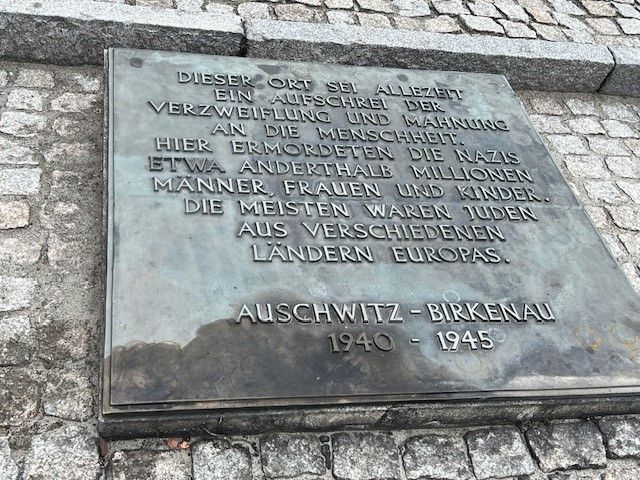 DIESER ORT SEI ALLEZEIT
EIN AUFSCHREI DER
VERZWEIFLUNG UND MAHNUNG
AN DIE MENSCHHEIT.
HIER ERMORDETEN DIE NAZIS
ETWA ANDERTHALB MILLIONEN
MÄNNER, FRAUEN UND KINDER.
DIE MEISTEN WAREN JUDEN
AUS VERSCHIEDENEN
LÄNDERN EUROPAS.
AUSCHWITZ - BIRKENAU
1940 - 1945